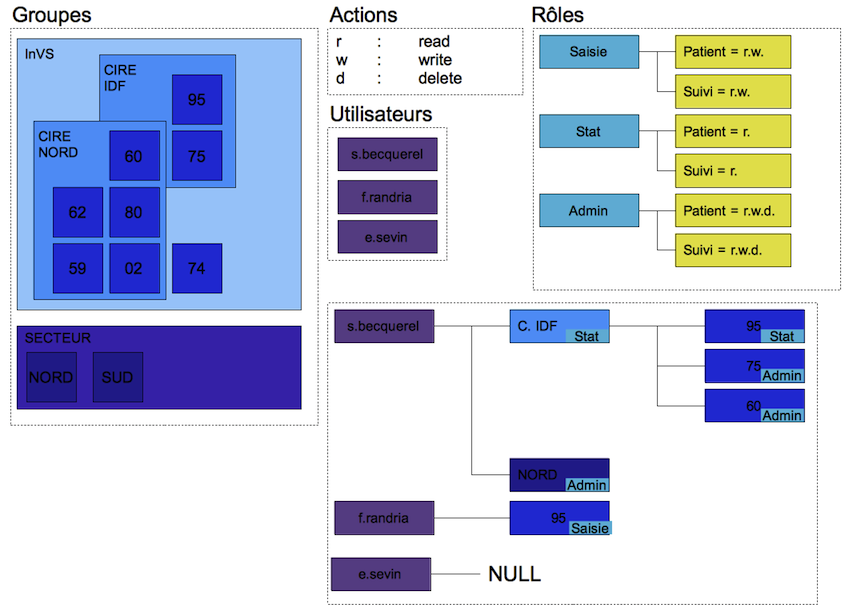 Groupes
InVS
CIRE
IDF
95
CIRE
NORD
60
75
62
80
59
02
74
SECTEUR
NORD
SUD
Actions
r : read
w : write
d : delete
Utilisateurs
s.becquerel
f.randria
e.sevin
Rôles
Saisie
Patient = r.w.
Suivi = r.w.
Stat
Patient = r.
Suivi = r.
Admin
Patient = r.w.d.
Suivi = r.w.d.
s.becquerel
C. IDF
Stat
95
Stat
75
Admin
60
Admin
NORD
Admin
f.randria
95
Saisie
e.sevin
NULL